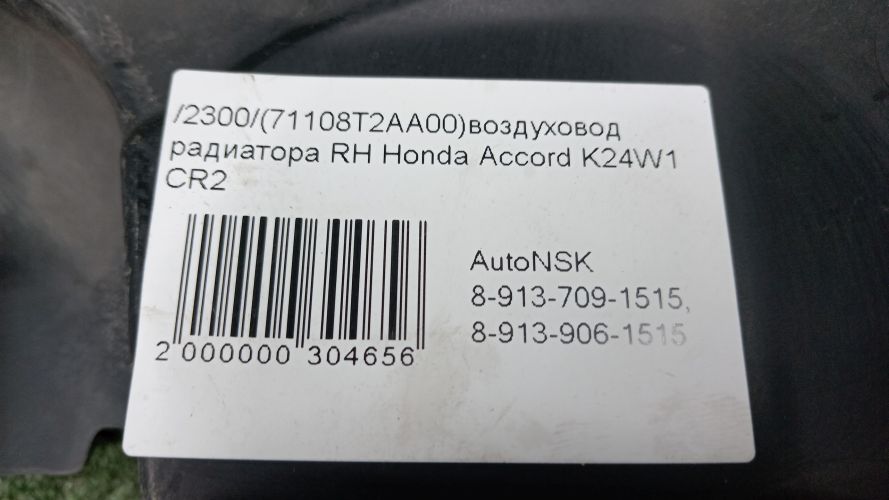 /2300/(71108T2AA00)воздуховод
радиатора RH Honda Accord K24W1
CR2
AutoNSK
8-913-709-1515,
8-913-906-1515
2 000000 304656